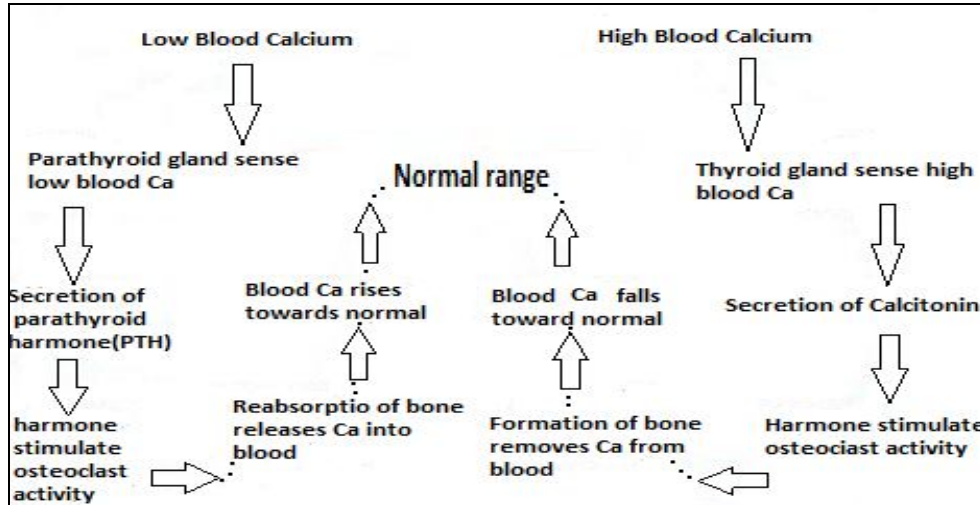 Low Blood Calcium
High Blood Calcium
Parathyroid gland sense
low blood Ca
Normal range
Thyroid gland sense high
blood Ca
Secretion of
parathyroid
harmone(PTH)
Blood Ca rises
towards normal
Blood Ca falls
toward normal
Secretion of Calcitonin
harmone
stimulate
osteoclast
activity
Reabsorptio of bone
releases Ca into
blood
Formation of bone
removes Ca from
blood
Harmone stimulate
osteoclast activity